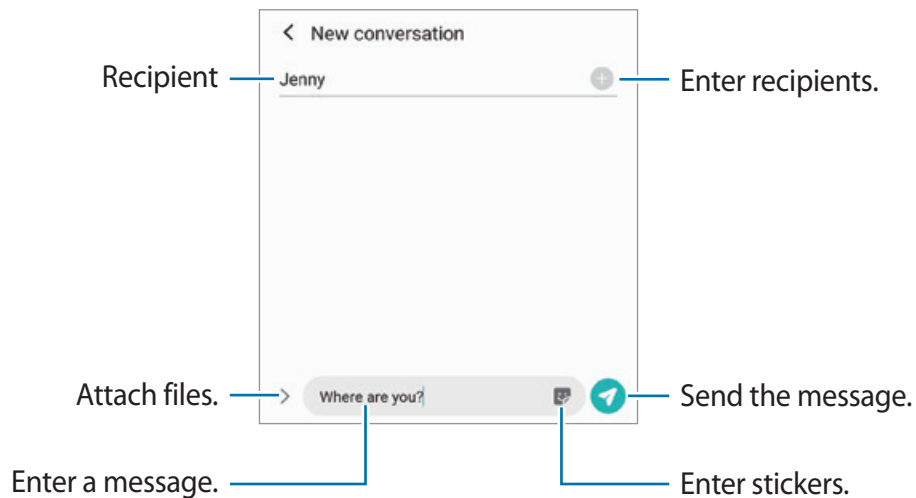 New conversation
Recipient
Jenny
Enter recipients.
Attach files.
Where are you?
Send the message.
Enter a message.
Enter stickers.